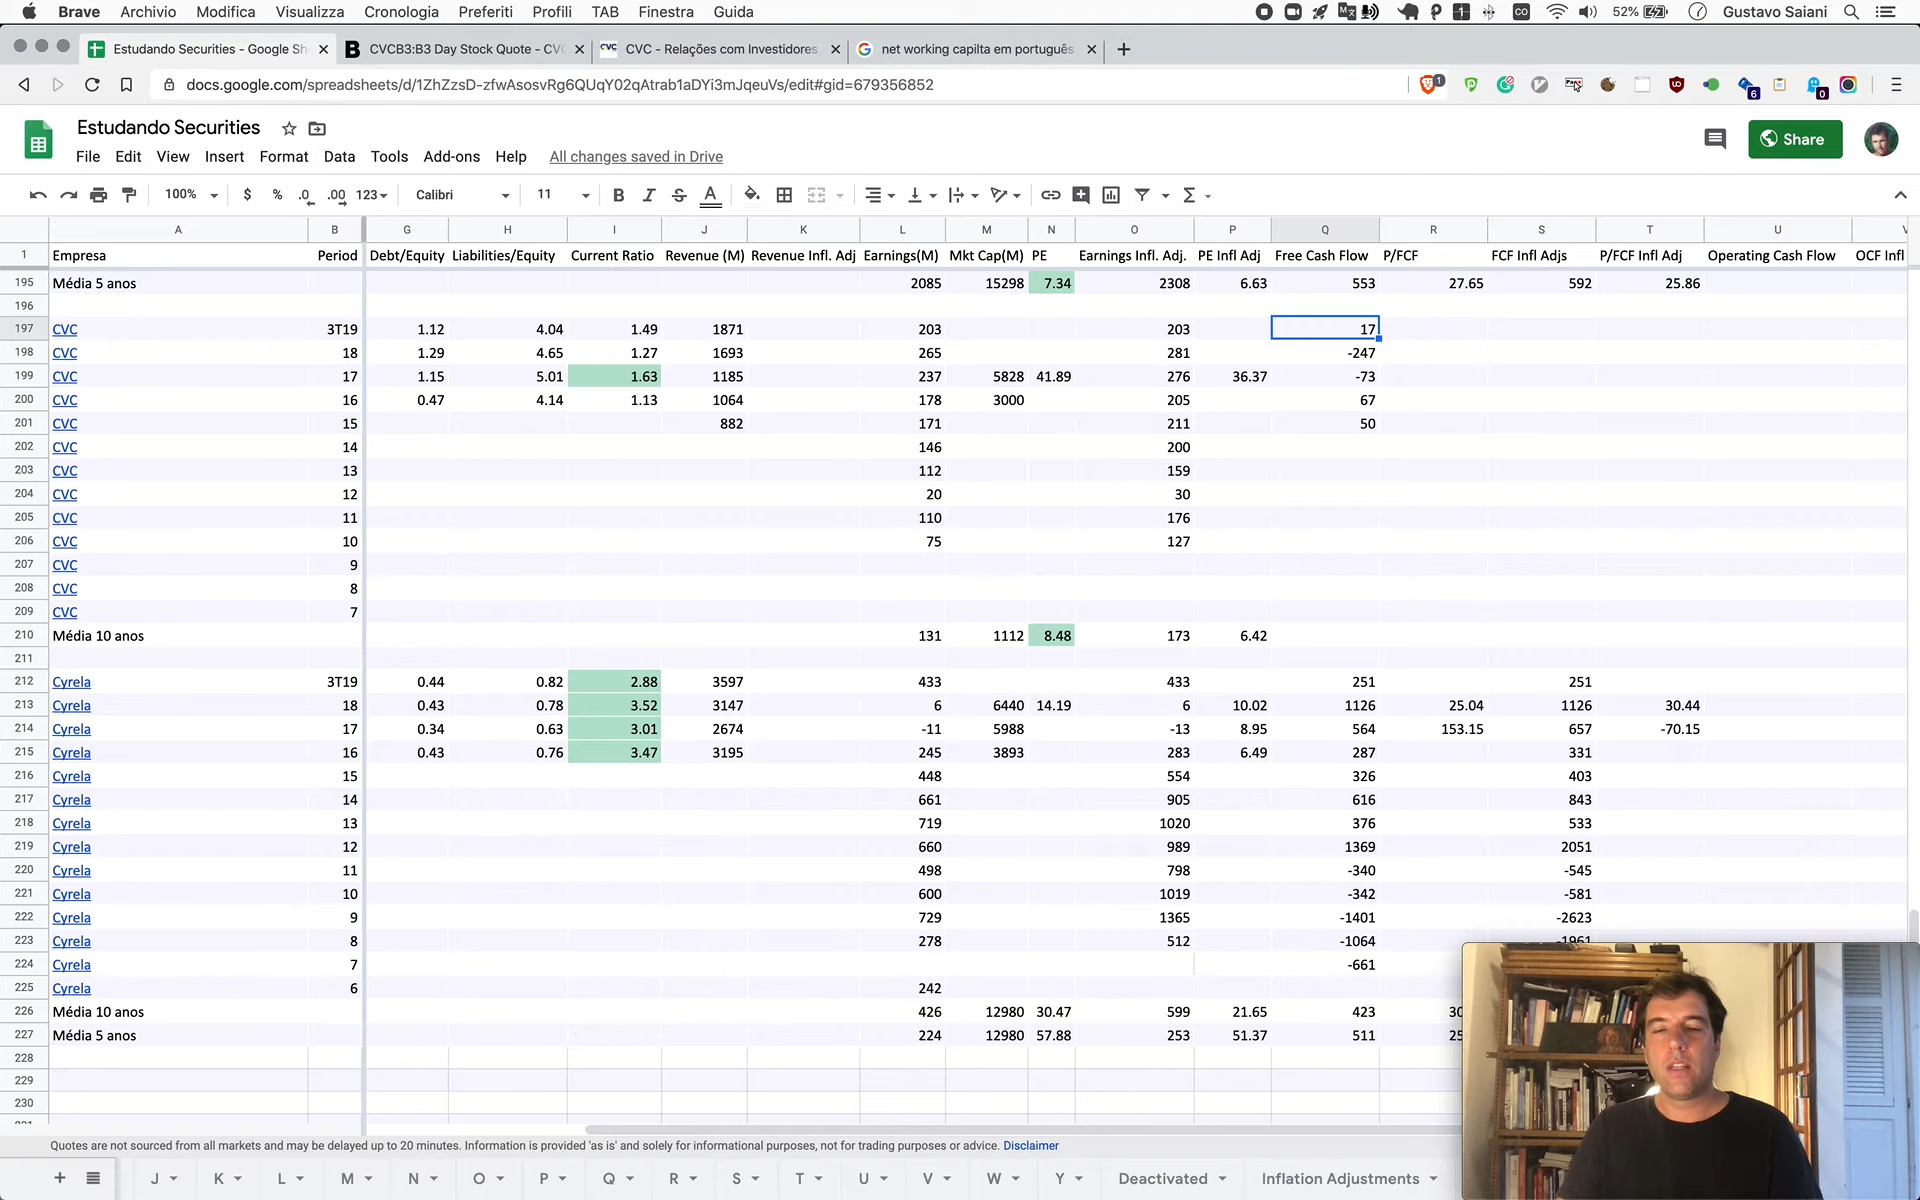 Brave Archivio Modifica Visualizza Cronologia Preferiti Profili TAB Finestra Guida 52% Gustavo Saiani
Estudando Securities - Google Sh CVCB3:B3 Day Stock Quote - CVC CVC - Relações com Investidores net working capilta em português
docs.google.com/spreadsheets/d/1ZhZzsD-zfwAsosvRg6QUqY02qAtrab1aDYi3mJqeuVs/edit#gid=679356852
Estudando Securities
Share
File Edit View Insert Format Data Tools Add-ons Help All changes saved in Drive
100% $ % .0 .00 123 Calibri 11 B I S A
A B G H I J K L M N O P Q R S T U V
1 Empresa Period Debt/Equity Liabilities/Equity Current Ratio Revenue (M) Revenue Infl. Adj Earnings(M) Mkt Cap(M) PE Earnings Infl. Adj. PE Infl Adj Free Cash Flow P/FCF FCF Infl Adjs P/FCF Infl Adj Operating Cash Flow OCF Infl
195 Média 5 anos 2085 15298 7.34 2308 6.63 553 27.65 592 25.86
196
197 CVC 3T19 1.12 4.04 1.49 1871 203 203 17
198 CVC 18 1.29 4.65 1.27 1693 265 281 -247
199 CVC 17 1.15 5.01 1.63 1185 237 5828 41.89 276 36.37 -73
200 CVC 16 0.47 4.14 1.13 1064 178 3000 205 67
201 CVC 15 882 171 211 50
202 CVC 14 146 200
203 CVC 13 112 159
204 CVC 12 20 30
205 CVC 11 110 176
206 CVC 10 75 127
207 CVC 9
208 CVC 8
209 CVC 7
210 Média 10 anos 131 1112 8.48 173 6.42
211
212 Cyrela 3T19 0.44 0.82 2.88 3597 433 433 251 251
213 Cyrela 18 0.43 0.78 3.52 3147 6 6440 14.19 6 10.02 1126 25.04 1126 30.44
214 Cyrela 17 0.34 0.63 3.01 2674 -11 5988 -13 8.95 564 153.15 657 -70.15
215 Cyrela 16 0.43 0.76 3.47 3195 245 3893 283 6.49 287 331
216 Cyrela 15 448 554 326 403
217 Cyrela 14 661 905 616 843
218 Cyrela 13 719 1020 376 533
219 Cyrela 12 660 989 1369 2051
220 Cyrela 11 498 798 -340 -545
221 Cyrela 10 600 1019 -342 -581
222 Cyrela 9 729 1365 -1401 -2623
223 Cyrela 8 278 512 -1064 -1961
224 Cyrela 7 -661
225 Cyrela 6 242
226 Média 10 anos 426 12980 30.47 599 21.65 423 30
227 Média 5 anos 224 12980 57.88 253 51.37 511 25
228
229
230
Quotes are not sourced from all markets and may be delayed up to 20 minutes. Information is provided 'as is' and solely for informational purposes, not for trading purposes or advice. Disclaimer
J K L M N O P Q R S T U V W Y Deactivated Inflation Adjustments